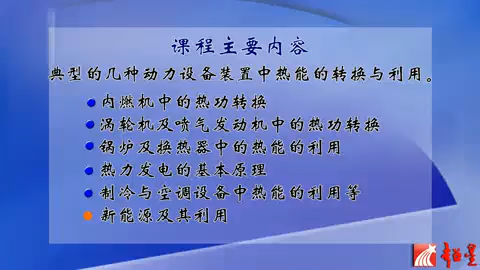 课程主要内容
典型的几种动力设备装置中热能的转换与利用。
内燃机中的热功转换
涡轮机及喷气发动机中的热功转换
锅炉及换热器中的热能的利用
热力发电的基本原理
制冷与空调设备中热能的利用等
新能源及其利用